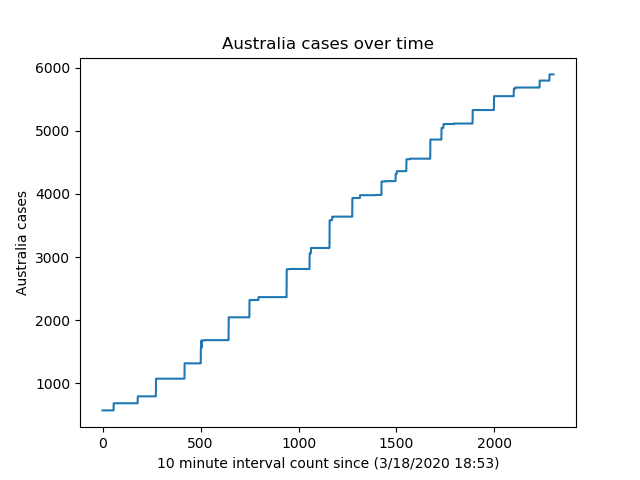 Australia cases over time
6000
5000
4000
3000
2000
1000
Australia cases
0 500 1000 1500 2000
10 minute interval count since (3/18/2020 18:53)